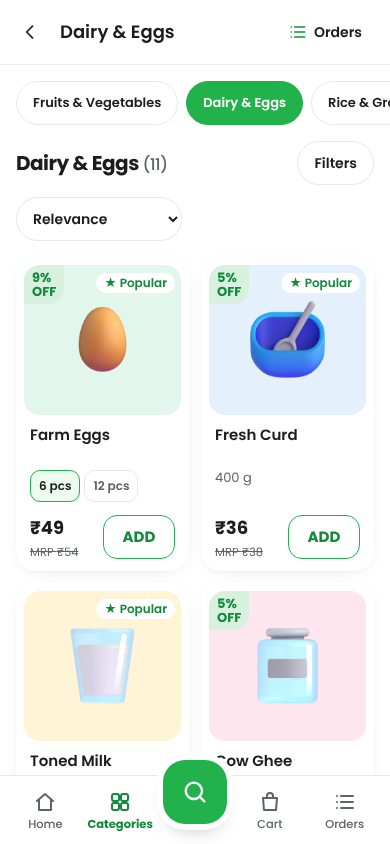 Dairy & Eggs
Orders
Fruits & Vegetables
Dairy & Eggs
Dairy & Eggs (11)
Filters
Relevance
9%
OFF
★ Popular
5%
OFF
★ Popular
Farm Eggs
Fresh Curd
6 pcs
12 pcs
400 g
₹49
MRP ₹54
ADD
₹36
MRP ₹38
ADD
★ Popular
5%
OFF
Toned Milk
Cow Ghee
Home
Categories
Cart
Orders